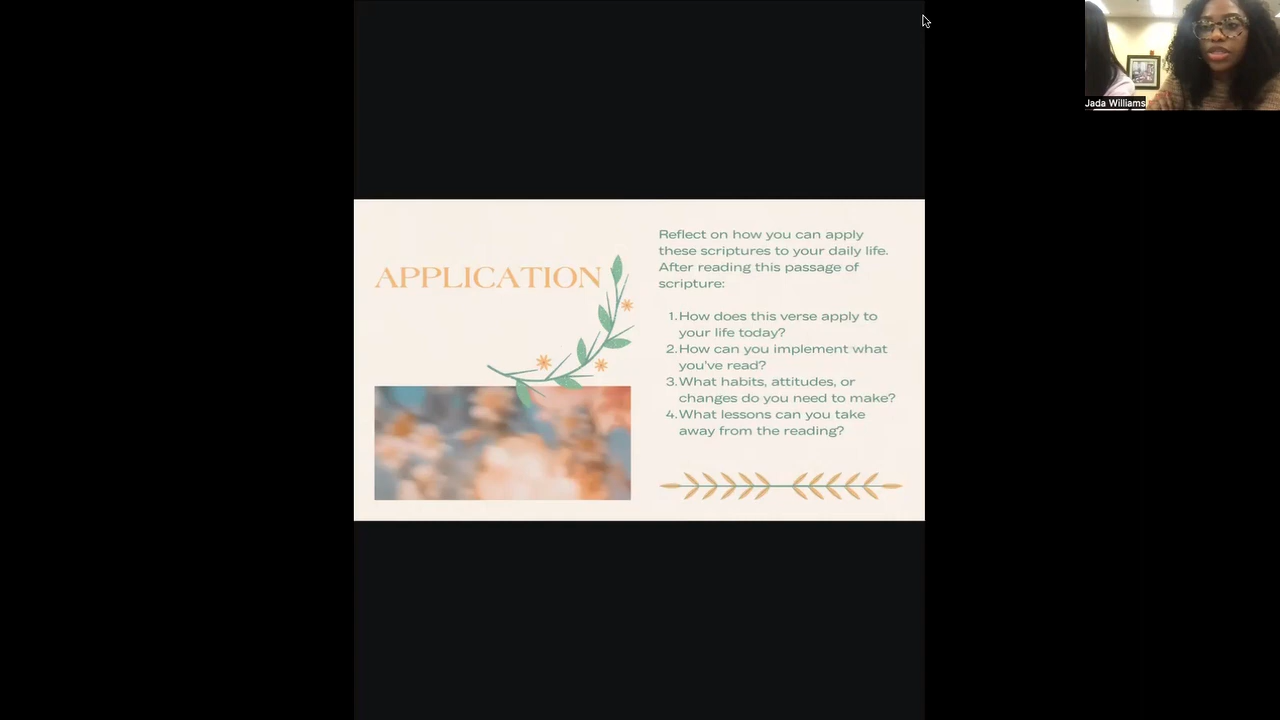 Jada Williams
APPLICATION
Reflect on how you can apply
these scriptures to your daily life.
After reading this passage of
scripture:
1. How does this verse apply to
your life today?
2. How can you implement what
you've read?
3. What habits, attitudes, or
changes do you need to make?
4. What lessons can you take
away from the reading?